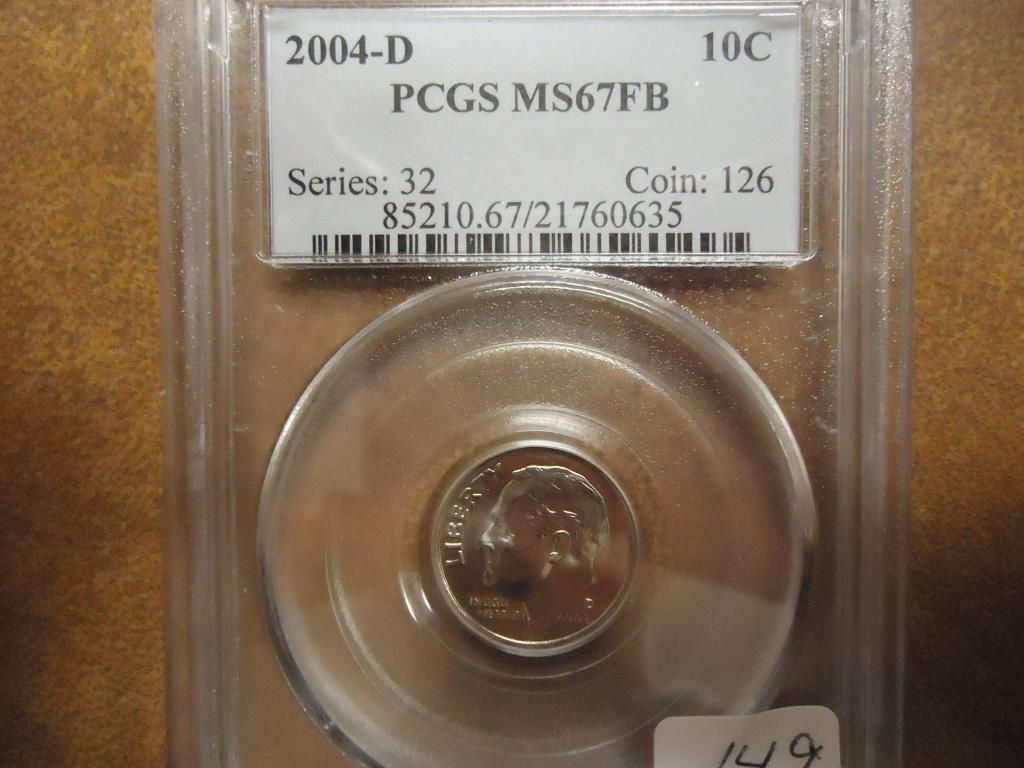 2004-D 10C
PCGS MS67FB
Series: 32 Coin: 126
85210.67/21760635
LIBERTY
IN GOD
WE TRUST
D
149